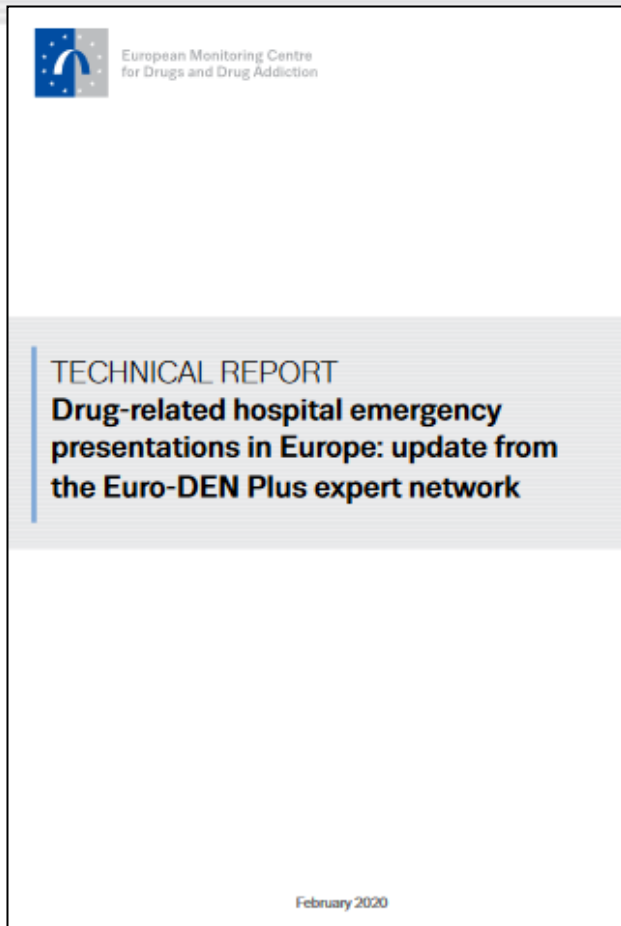 European Monitoring Centre
for Drugs and Drug Addiction
TECHNICAL REPORT
Drug-related hospital emergency
presentations in Europe: update from
the Euro-DEN Plus expert network
February 2020